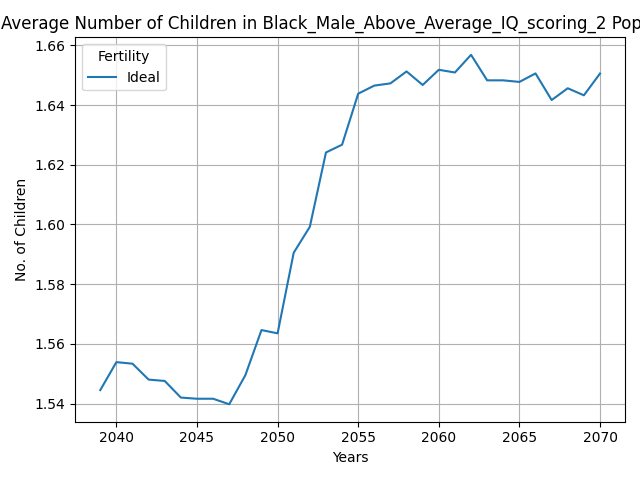 Average Number of Children in Black_Male_Above_Average_IQ_scoring_2 Pop
Fertility
Ideal
1.66
1.64
1.62
1.60
1.58
1.56
1.54
No. of Children
2040 2045 2050 2055 2060 2065 2070
Years